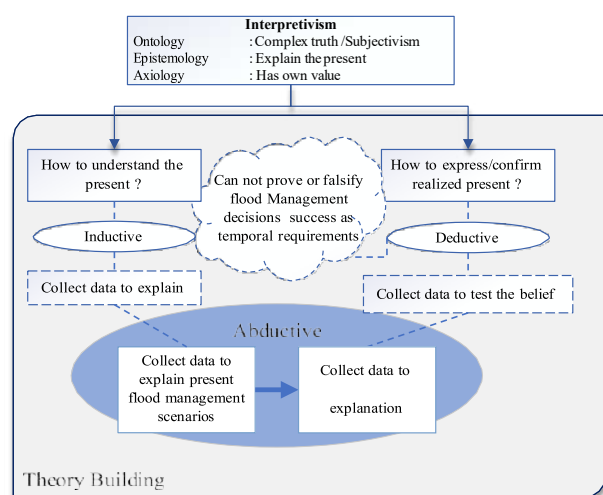 Interpretivism
Ontology : Complex truth /Subjectivism
Epistemology : Explain the present
Axiology : Has own value
How to understand the
present ?
Can not prove or falsify
flood Management
decisions success as
temporal requirements
How to express/confirm
realized present ?
Inductive
Deductive
Collect data to explain
Collect data to test the belief
Abductive
Collect data to
explain present
flood management
scenarios
Collect data to
explanation
Theory Building